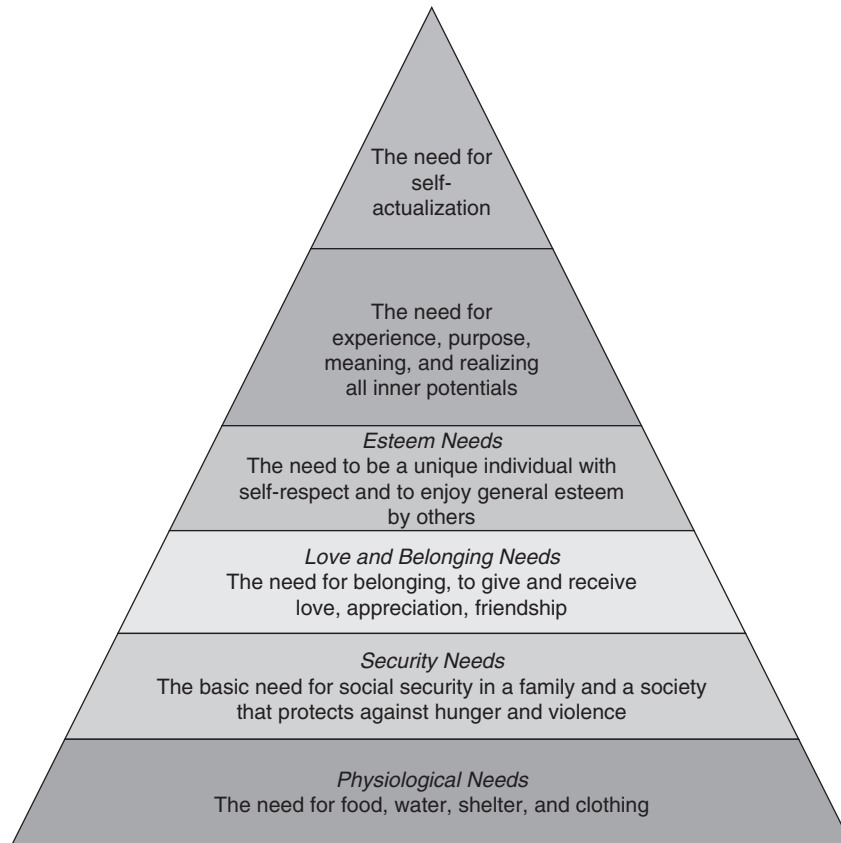 The need for
self-
actualization
The need for
experience, purpose,
meaning, and realizing
all inner potentials
Esteem Needs
The need to be a unique individual with
self-respect and to enjoy general esteem
by others
Love and Belonging Needs
The need for belonging, to give and receive
love, appreciation, friendship
Security Needs
The basic need for social security in a family and a society
that protects against hunger and violence
Physiological Needs
The need for food, water, shelter, and clothing